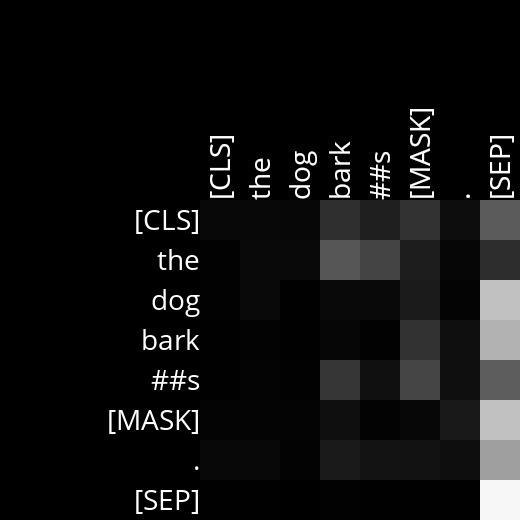 [CLS] the dog bark ##s [MASK] . [SEP]
[CLS]
the
dog
bark
##s
[MASK]
.
[SEP]